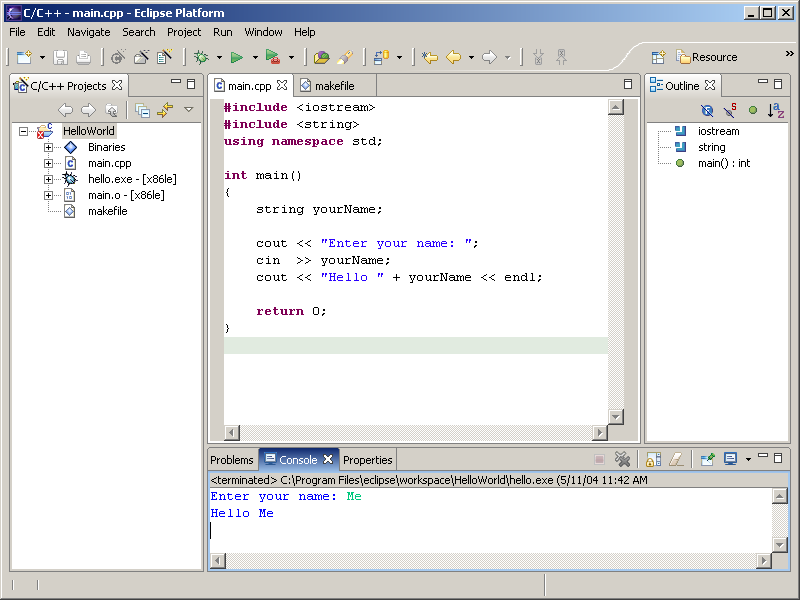 C/C++ - main.cpp - Eclipse Platform
File Edit Navigate Search Project Run Window Help
Resource
C/C++ Projects
HelloWorld
Binaries
main.cpp
hello.exe - [x86le]
main.o - [x86le]
makefile
main.cpp makefile
#include <iostream>
#include <string>
using namespace std;
int main()
{
string yourName;
cout << "Enter your name: ";
cin >> yourName;
cout << "Hello " + yourName << endl;
return 0;
}
Outline
iostream
string
main() : int
Problems Console Properties
<terminated> C:\Program Files\eclipse\workspace\HelloWorld\hello.exe (5/11/04 11:42 AM
Enter your name: Me
Hello Me